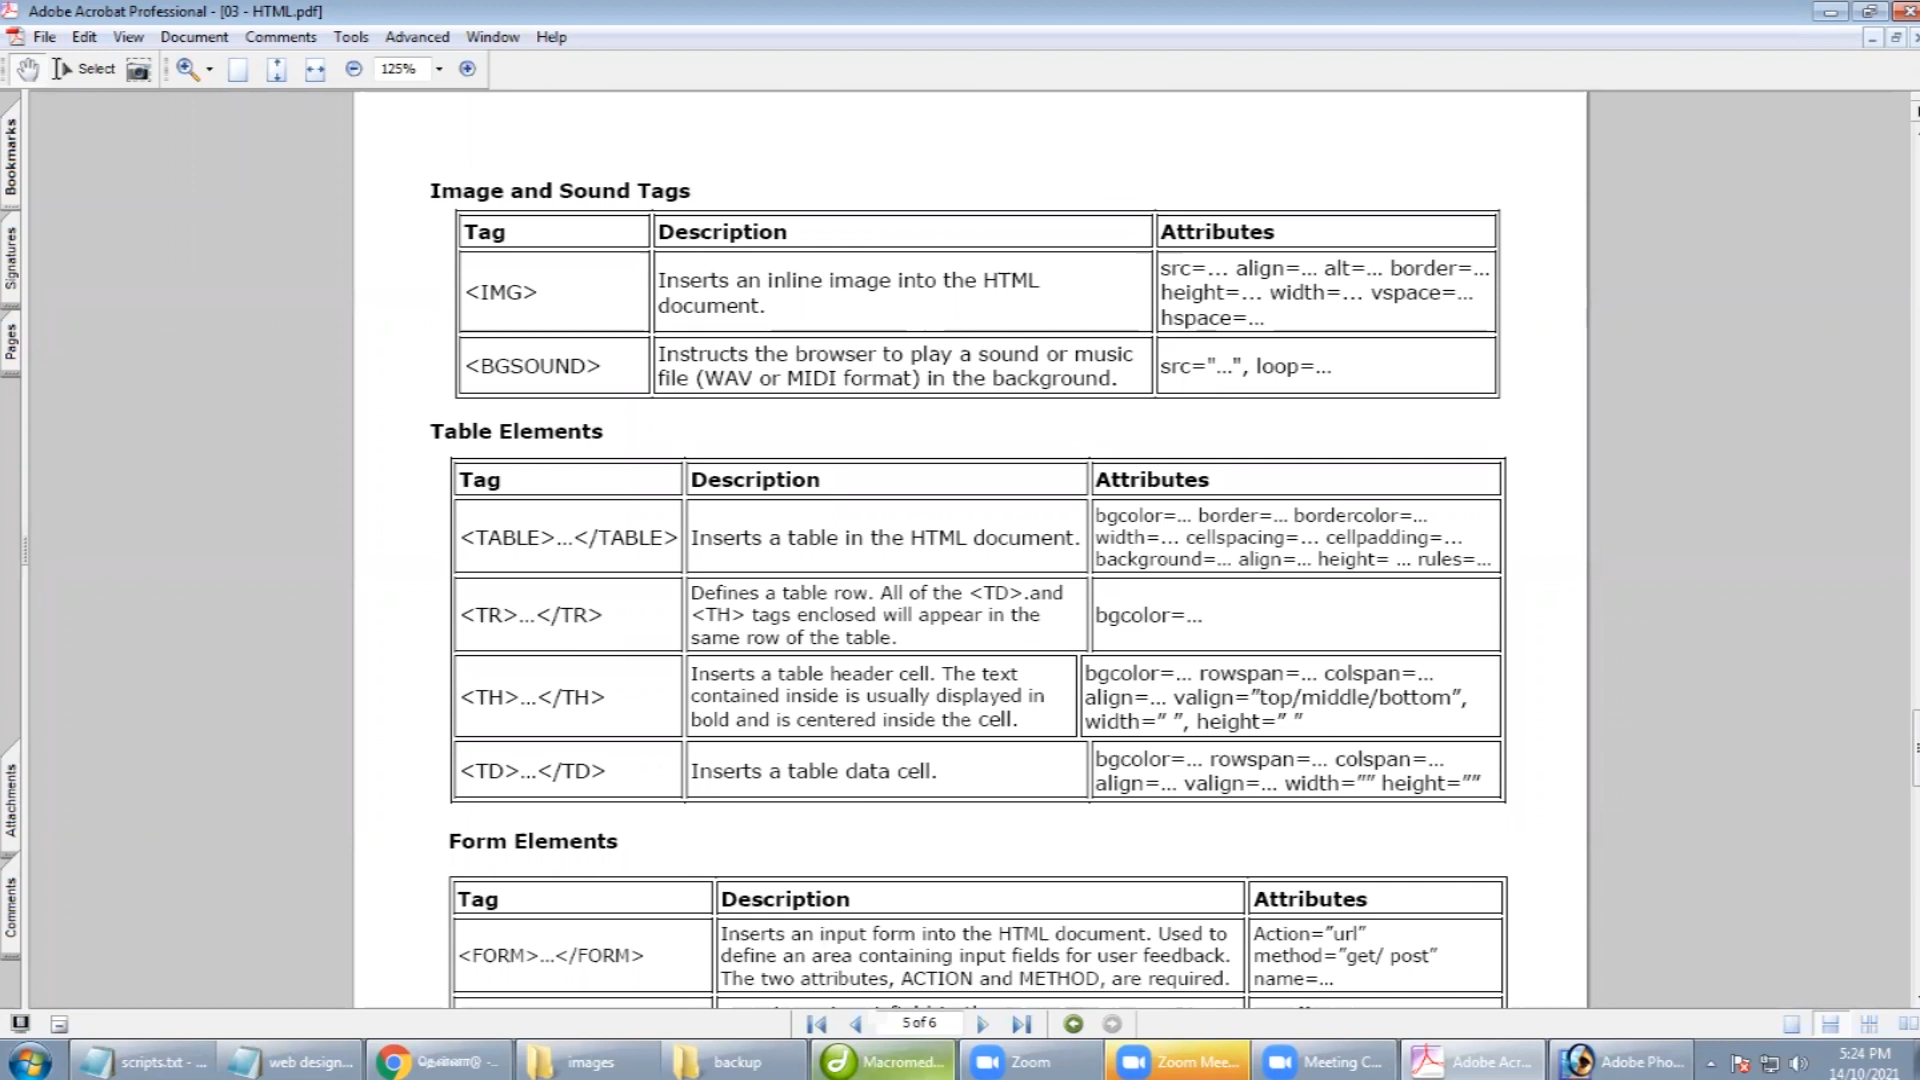 Adobe Acrobat Professional - [03 - HTML.pdf]
File Edit View Document Comments Tools Advanced Window Help
Select 125%
Bookmarks
Signatures
Pages
Attachments
Comments
Image and Sound Tags
Tag Description Attributes
<IMG>
Inserts an inline image into the HTML
document.
src=... align=... alt=... border=...
height=... width=... vspace=...
hspace=...
<BGSOUND>
Instructs the browser to play a sound or music
file (WAV or MIDI format) in the background.
src="...", loop=...
Table Elements
Tag Description Attributes
<TABLE>...</TABLE>
Inserts a table in the HTML document.
bgcolor=... border=... bordercolor=...
width=... cellspacing=... cellpadding=...
background=... align=... height= ... rules=...
<TR>...</TR>
Defines a table row. All of the <TD>.and
<TH> tags enclosed will appear in the
same row of the table.
bgcolor=...
<TH>...</TH>
Inserts a table header cell. The text
contained inside is usually displayed in
bold and is centered inside the cell.
bgcolor=... rowspan=... colspan=...
align=... valign=”top/middle/bottom”,
width=” ”, height=” ”
<TD>...</TD>
Inserts a table data cell.
bgcolor=... rowspan=... colspan=...
align=... valign=... width=”” height=””
Form Elements
Tag Description Attributes
<FORM>...</FORM>
Inserts an input form into the HTML document. Used to
define an area containing input fields for user feedback.
The two attributes, ACTION and METHOD, are required.
Action=”url”
method=”get/ post”
name=...
5 of 6
scripts.txt - ... web design... images backup Macromed... Zoom Zoom Mee... Meeting C... Adobe Acr... Adobe Pho...
5:24 PM
14/10/2021